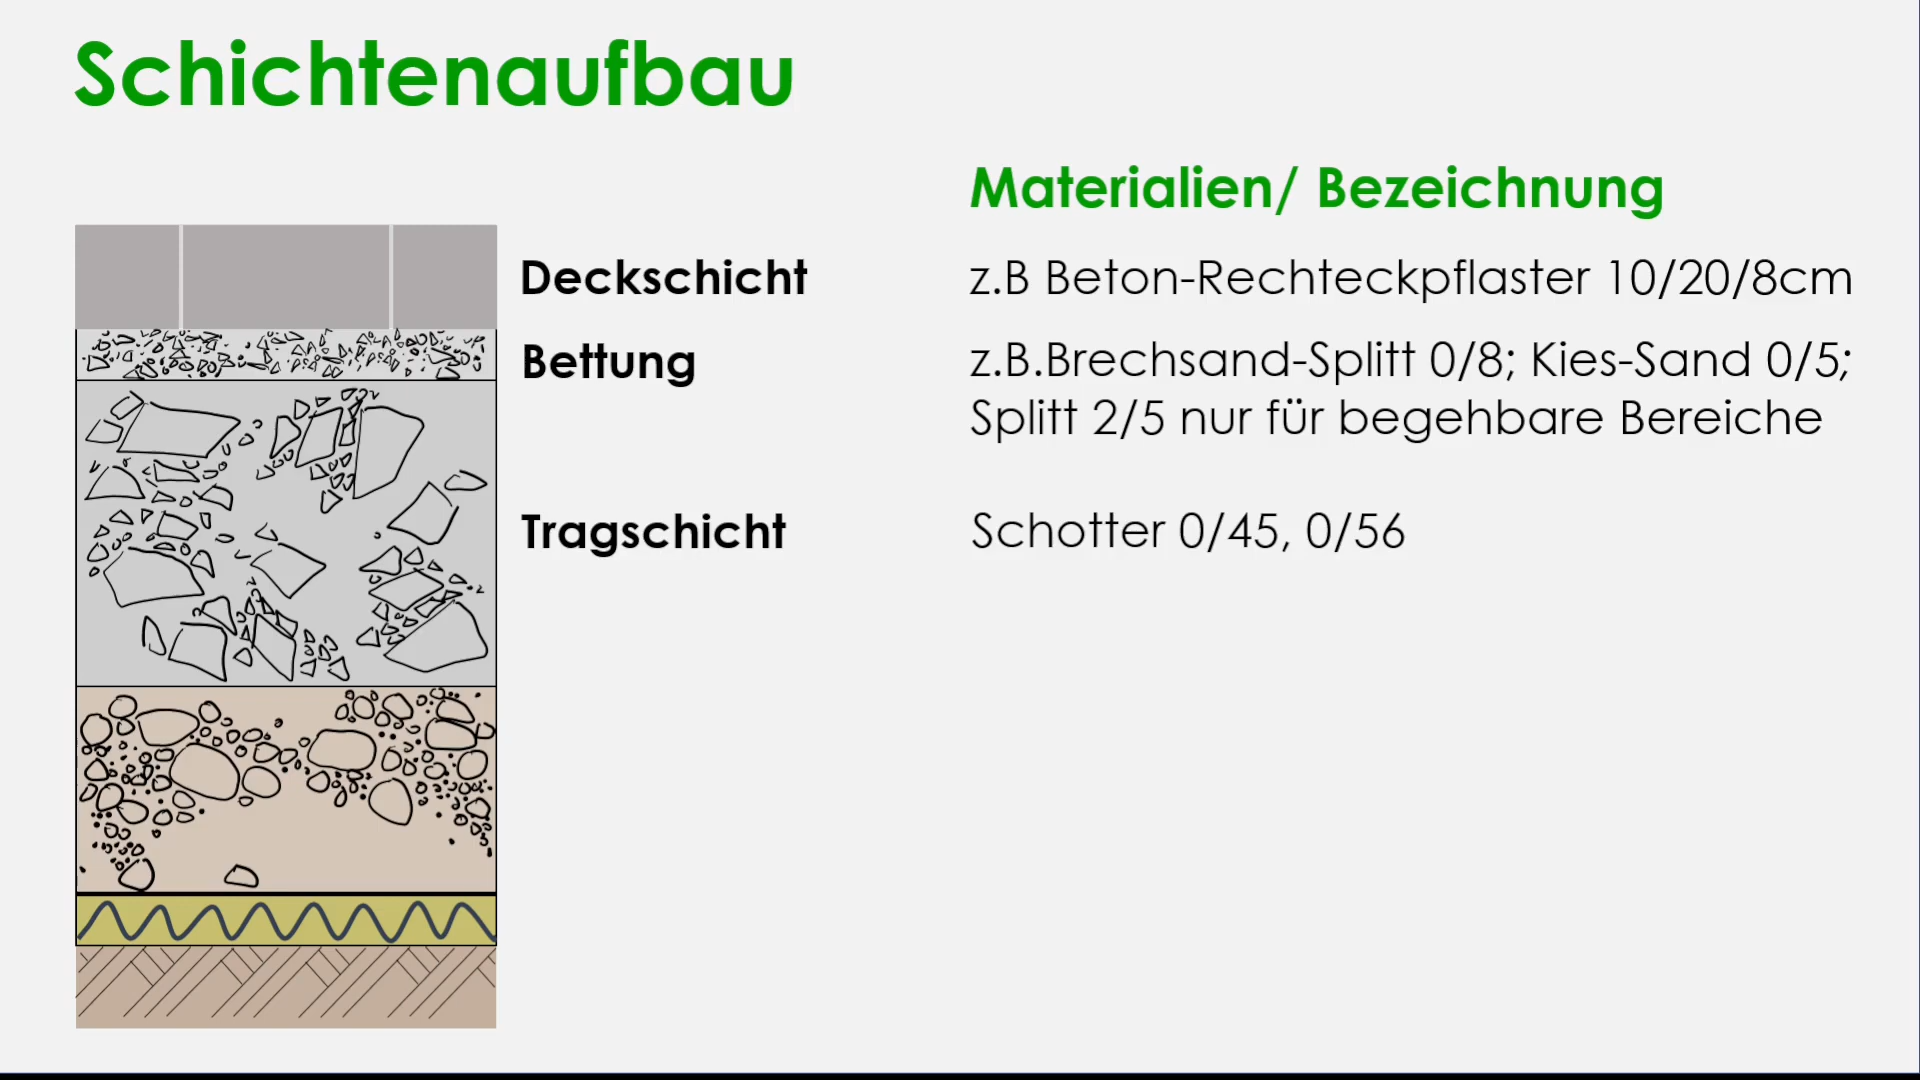 Schichtenaufbau
Materialien/ Bezeichnung
Deckschicht
z.B Beton-Rechteckpflaster 10/20/8cm
Bettung
z.B.Brechsand-Splitt 0/8; Kies-Sand 0/5;
Splitt 2/5 nur für begehbare Bereiche
Tragschicht
Schotter 0/45, 0/56